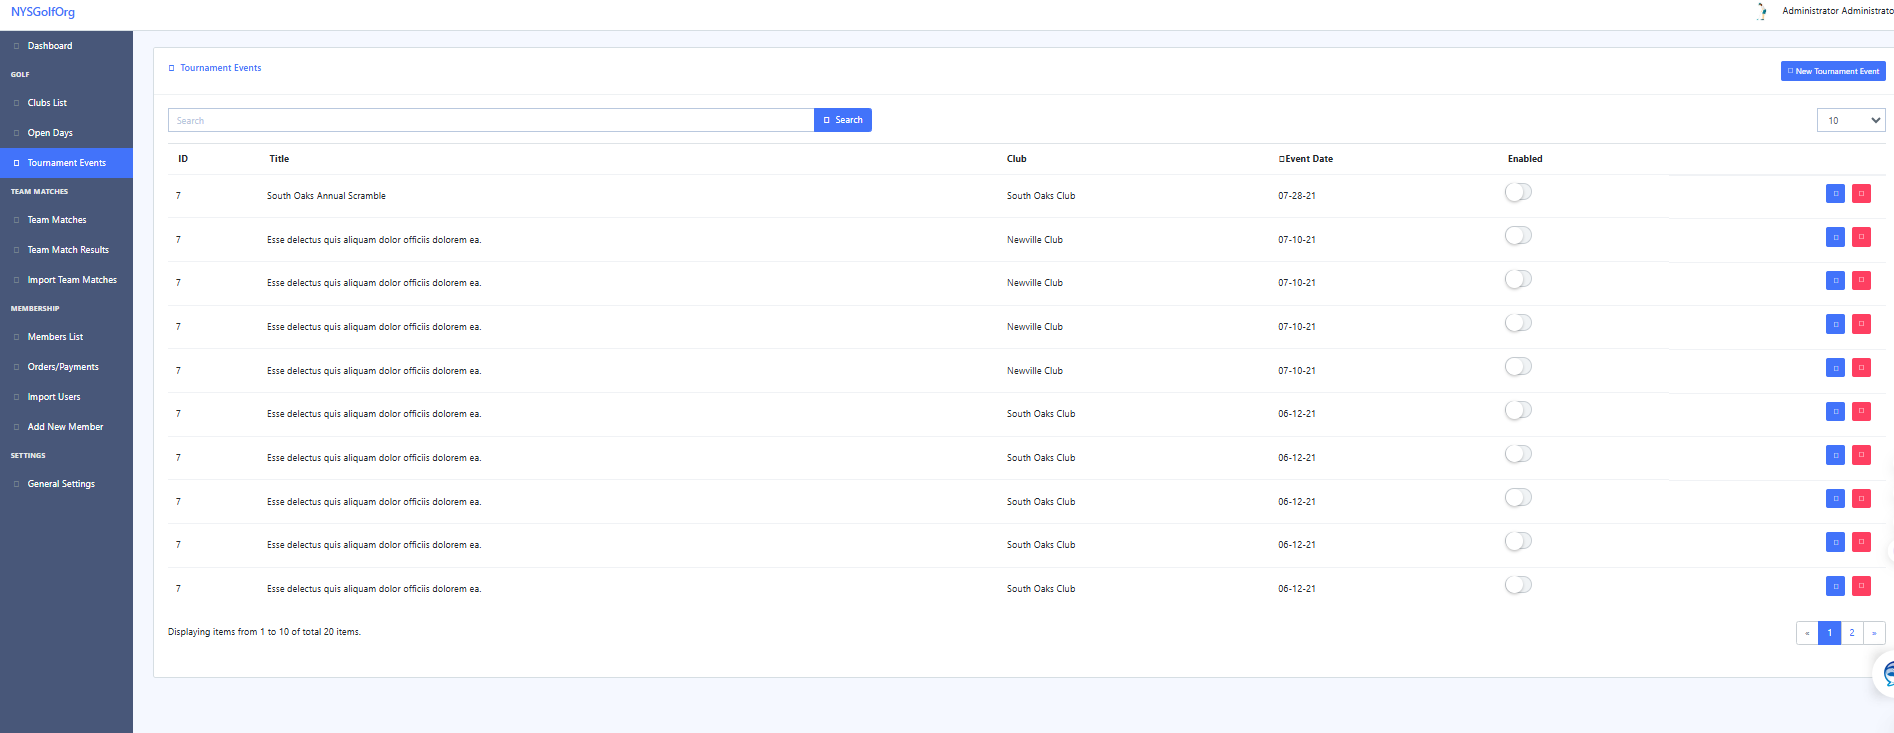 NYSGolfOrg
Administrator Administrato
Dashboard
GOLF
Clubs List
Open Days
Tournament Events
TEAM MATCHES
Team Matches
Team Match Results
Import Team Matches
MEMBERSHIP
Members List
Orders/Payments
Import Users
Add New Member
SETTINGS
General Settings
Tournament Events
New Tournament Event
Search
Search
10
ID Title Club Event Date Enabled
7 South Oaks Annual Scramble South Oaks Club 07-28-21
7 Esse delectus quis aliquam dolor officiis dolorem ea. Newville Club 07-10-21
7 Esse delectus quis aliquam dolor officiis dolorem ea. Newville Club 07-10-21
7 Esse delectus quis aliquam dolor officiis dolorem ea. Newville Club 07-10-21
7 Esse delectus quis aliquam dolor officiis dolorem ea. Newville Club 07-10-21
7 Esse delectus quis aliquam dolor officiis dolorem ea. South Oaks Club 06-12-21
7 Esse delectus quis aliquam dolor officiis dolorem ea. South Oaks Club 06-12-21
7 Esse delectus quis aliquam dolor officiis dolorem ea. South Oaks Club 06-12-21
7 Esse delectus quis aliquam dolor officiis dolorem ea. South Oaks Club 06-12-21
7 Esse delectus quis aliquam dolor officiis dolorem ea. South Oaks Club 06-12-21
Displaying items from 1 to 10 of total 20 items.
« 1 2 »